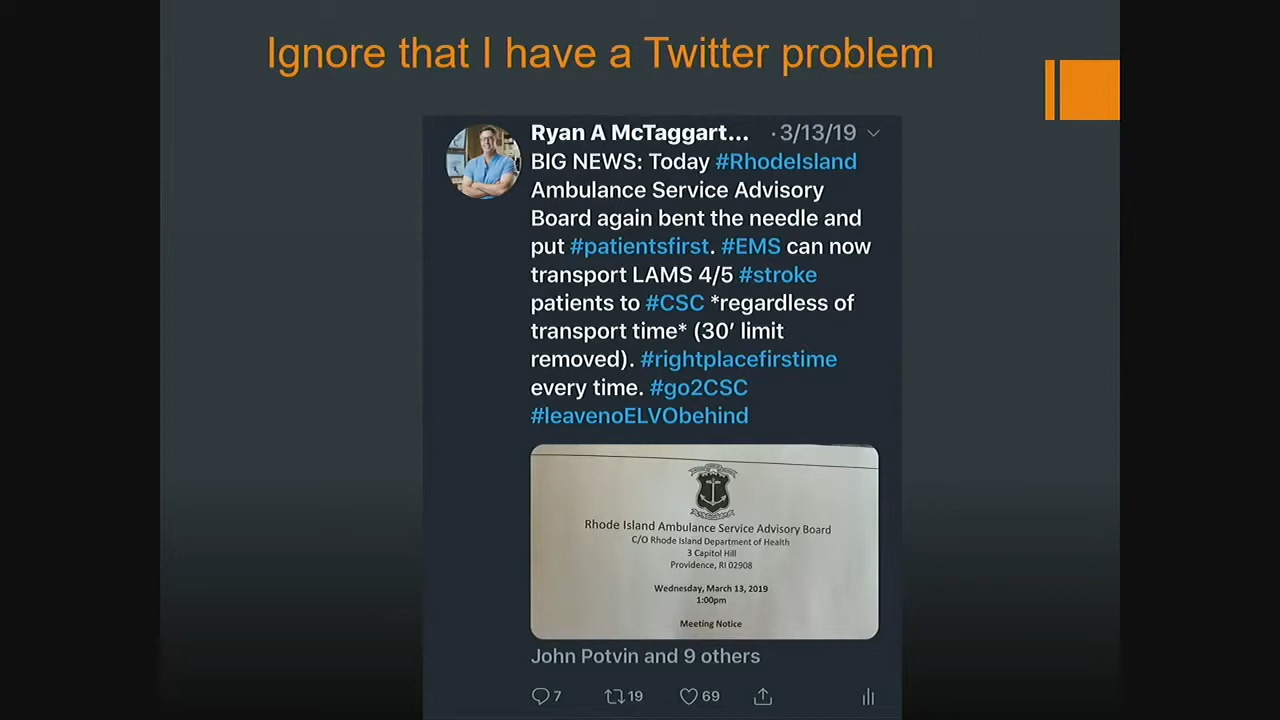 Ignore that I have a Twitter problem
Ryan A McTaggart... · 3/13/19
BIG NEWS: Today #RhodeIsland
Ambulance Service Advisory
Board again bent the needle and
put #patientsfirst. #EMS can now
transport LAMS 4/5 #stroke
patients to #CSC *regardless of
transport time* (30’ limit
removed). #rightplacefirstime
every time. #go2CSC
#leavenoELVObehind
Rhode Island Ambulance Service Advisory Board
C/O Rhode Island Department of Health
3 Capitol Hill
Providence, RI 02908
Wednesday, March 13, 2019
1:00pm
Meeting Notice
John Potvin and 9 others
7 19 69